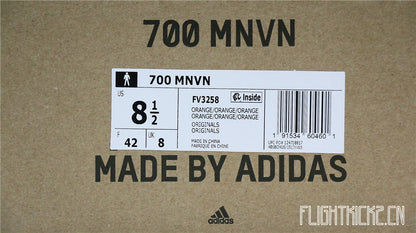 700 MNVN
700 MNVN
US
8 1/2
F
42
UK
8
FV3258
Inside
ORANGE/ORANGE/ORANGE
ORANGE/ORANGE/ORANGE
ORIGINALS
ORIGINALS
MADE IN CHINA
FABRIQUÉ EN CHINE
1 91534 60460 1
MADE BY ADIDAS
adidas
FLIGHTKICKZ.CN